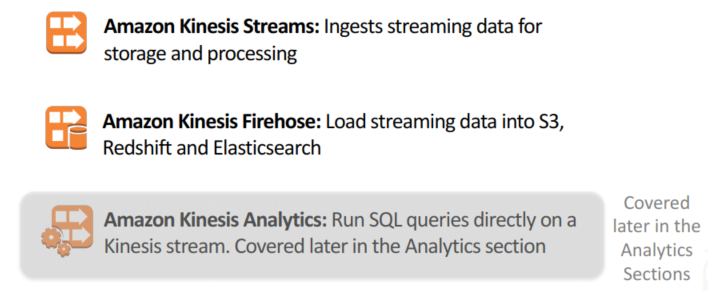 Amazon Kinesis Streams: Ingests streaming data for
storage and processing
Amazon Kinesis Firehose: Load streaming data into S3,
Redshift and Elasticsearch
Amazon Kinesis Analytics: Run SQL queries directly on a
Kinesis stream. Covered later in the Analytics section
Covered
later in the
Analytics
Sections